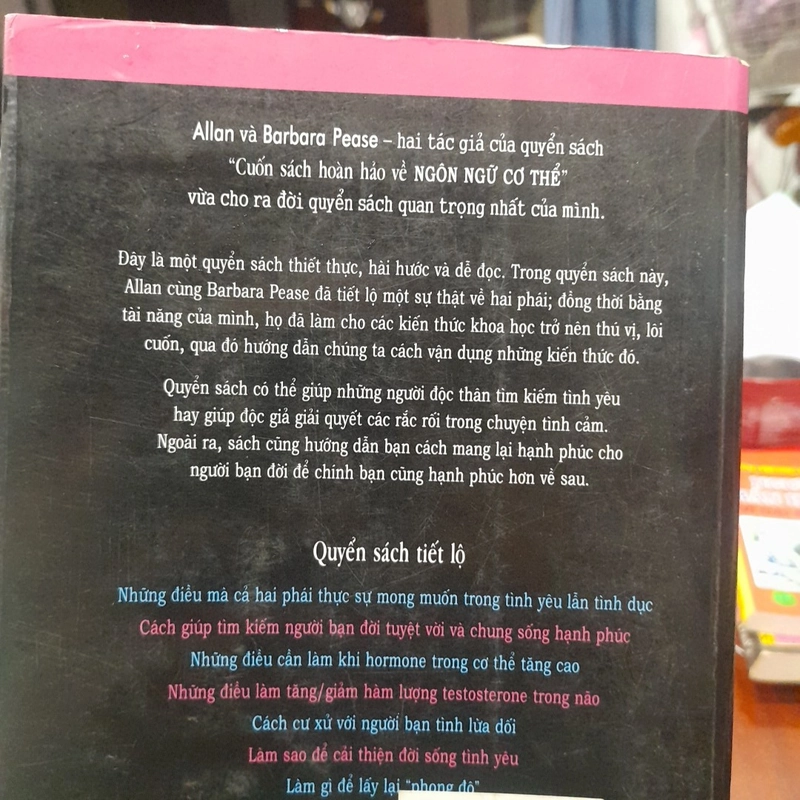 Allan và Barbara Pease – hai tác giả của quyển sách
"Cuốn sách hoàn hảo về NGÔN NGỮ CƠ THỂ"
vừa cho ra đời quyển sách quan trọng nhất của mình.
Đây là một quyển sách thiết thực, hài hước và dễ đọc. Trong quyển sách này,
Allan cùng Barbara Pease đã tiết lộ một sự thật về hai phái; đồng thời bằng
tài năng của mình, họ đã làm cho các kiến thức khoa học trở nên thú vị, lôi
cuốn, qua đó hướng dẫn chúng ta cách vận dụng những kiến thức đó.
Quyển sách có thể giúp những người độc thân tìm kiếm tình yêu
hay giúp độc giả giải quyết các rắc rối trong chuyện tình cảm.
Ngoài ra, sách cũng hướng dẫn bạn cách mang lại hạnh phúc cho
người bạn đời để chính bạn cũng hạnh phúc hơn về sau.
Quyển sách tiết lộ
Những điều mà cả hai phái thực sự mong muốn trong tình yêu lẫn tình dục
Cách giúp tìm kiếm người bạn đời tuyệt vời và chung sống hạnh phúc
Những điều cần làm khi hormone trong cơ thể tăng cao
Những điều làm tăng/giảm hàm lượng testosterone trong não
Cách cư xử với người bạn tình lừa dối
Làm sao để cải thiện đời sống tình yêu
Làm gì để lấy lại "phong độ"